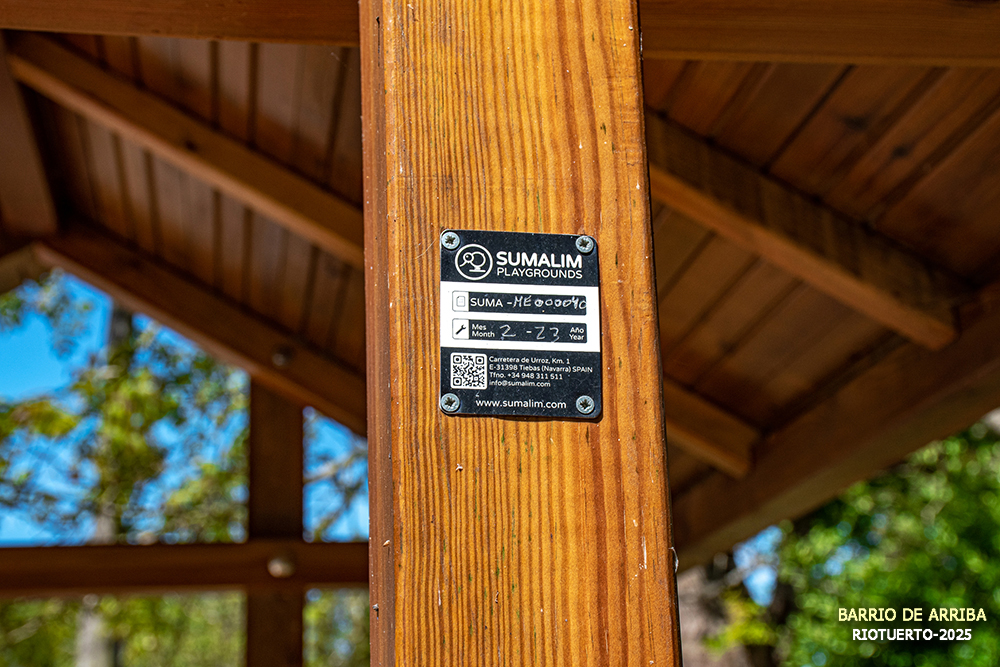 SUMALIM
PLAYGROUNDS
SUMA -ME000040
Mes
Month
2 - 23
Año
Year
Carretera de Urroz, Km. 1
E-31398 Tiebas (Navarra) SPAIN
Tfno. +34 948 311 511
info@sumalim.com
www.sumalim.com
BARRIO DE ARRIBA
RIOTUERTO-2025